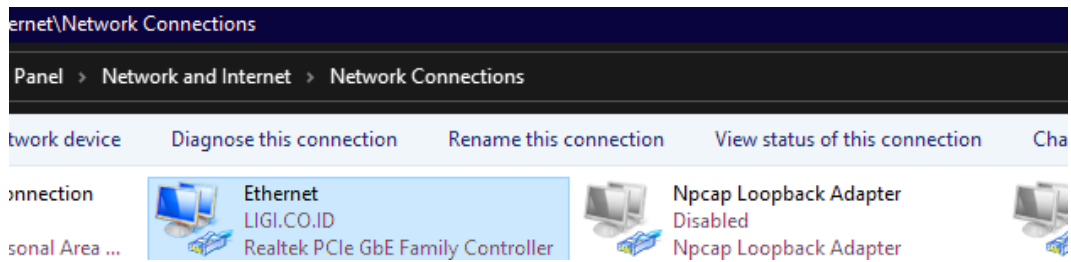 ernet\Network Connections
Panel > Network and Internet > Network Connections
twork device Diagnose this connection Rename this connection View status of this connection Cha
onnection Ethernet Npcap Loopback Adapter
LIGI.CO.ID Disabled
sonal Area ... Realtek PCIe GbE Family Controller Npcap Loopback Adapter